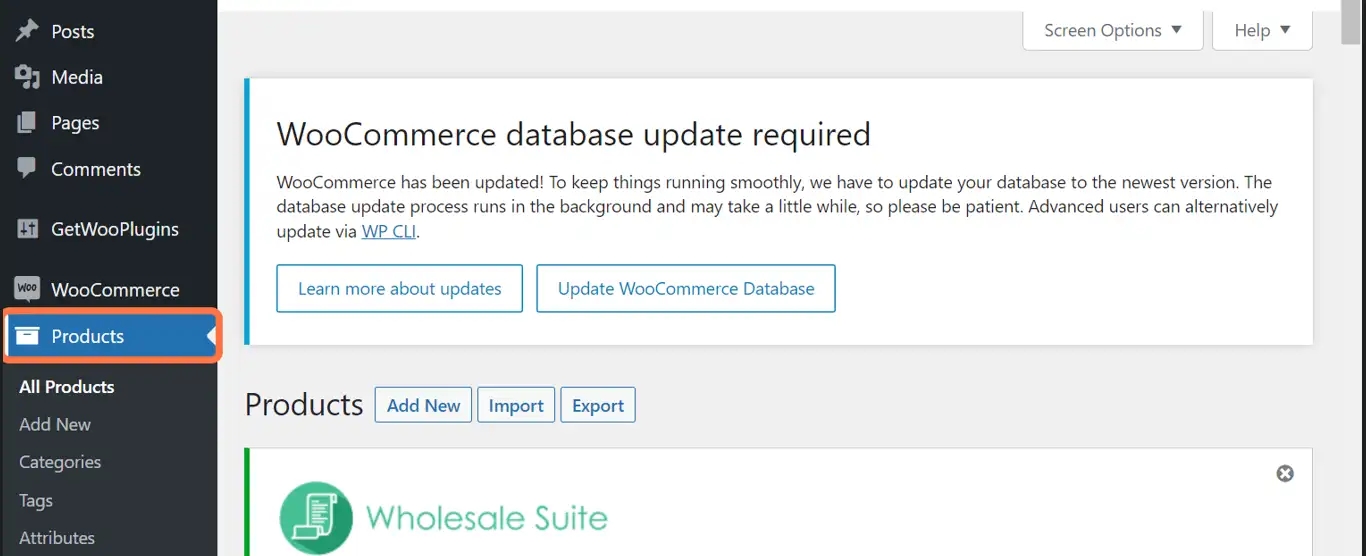 Posts
Media
Pages
Comments
GetWooPlugins
Woo WooCommerce
Products
All Products
Add New
Categories
Tags
Attributes
Screen Options ▼
Help ▼
WooCommerce database update required
WooCommerce has been updated! To keep things running smoothly, we have to update your database to the newest version. The
database update process runs in the background and may take a little while, so please be patient. Advanced users can alternatively
update via WP CLI.
Learn more about updates
Update WooCommerce Database
Products
Add New
Import
Export
Wholesale Suite